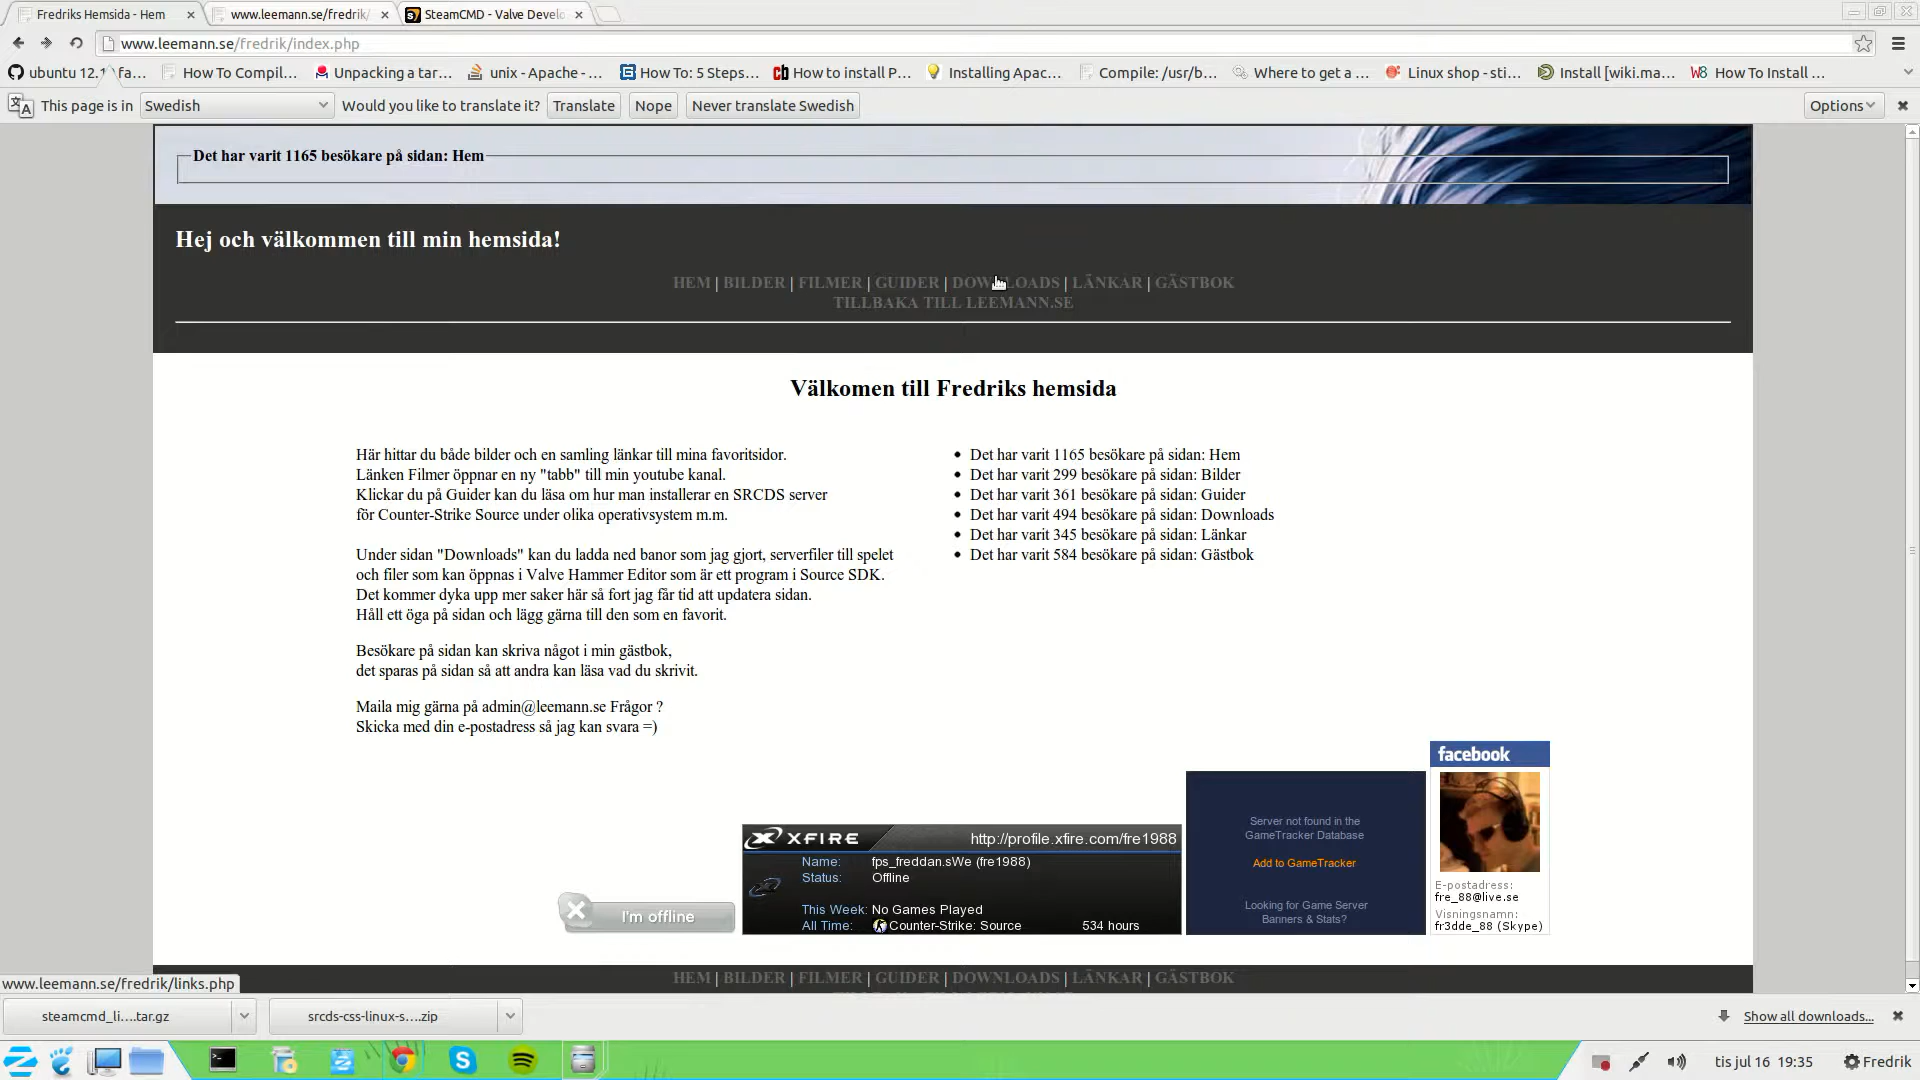 Fredriks Hemsida - Hem
www.leemann.se/fredrik/
SteamCMD - Valve Develo
www.leemann.se/fredrik/index.php
ubuntu 12.1 fa...
How To Compil...
Unpacking a tar...
unix - Apache - ...
How To: 5 Steps...
How to install P...
Installing Apac...
Compile: /usr/b...
Where to get a ...
Linux shop - sti...
Install [wiki.ma...
How To Install ...
This page is in Swedish Would you like to translate it? Translate Nope Never translate Swedish Options
Det har varit 1165 besökare på sidan: Hem
Hej och välkommen till min hemsida!
HEM | BILDER | FILMER | GUIDER | DOWNLOADS | LÄNKAR | GÄSTBOK
TILLBAKA TILL LEEMANN.SE
Välkomen till Fredriks hemsida
Här hittar du både bilder och en samling länkar till mina favoritsidor.
Länken Filmer öppnar en ny "tabb" till min youtube kanal.
Klickar du på Guider kan du läsa om hur man installerar en SRCDS server
för Counter-Strike Source under olika operativsystem m.m.
Under sidan "Downloads" kan du ladda ned banor som jag gjort, serverfiler till spelet
och filer som kan öppnas i Valve Hammer Editor som är ett program i Source SDK.
Det kommer dyka upp mer saker här så fort jag får tid att updatera sidan.
Håll ett öga på sidan och lägg gärna till den som en favorit.
Besökare på sidan kan skriva något i min gästbok,
det sparas på sidan så att andra kan läsa vad du skrivit.
Maila mig gärna på admin@leemann.se Frågor ?
Skicka med din e-postadress så jag kan svara =)
Det har varit 1165 besökare på sidan: Hem
Det har varit 299 besökare på sidan: Bilder
Det har varit 361 besökare på sidan: Guider
Det har varit 494 besökare på sidan: Downloads
Det har varit 345 besökare på sidan: Länkar
Det har varit 584 besökare på sidan: Gästbok
I'm offline
XFIRE http://profile.xfire.com/fre1988
Name: fps_freddan.sWe (fre1988)
Status: Offline
This Week: No Games Played
All Time: Counter-Strike: Source 534 hours
Server not found in the
GameTracker Database
Add to GameTracker
Looking for Game Server
Banners & Stats?
facebook
E-postadress:
fre_88@live.se
Visningsnamn:
fr3dde_88 (Skype)
HEM | BILDER | FILMER | GUIDER | DOWNLOADS | LÄNKAR | GÄSTBOK
www.leemann.se/fredrik/links.php
steamcmd_li....tar.gz
srcds-css-linux-s....zip
Show all downloads...
tis jul 16 19:35
Fredrik